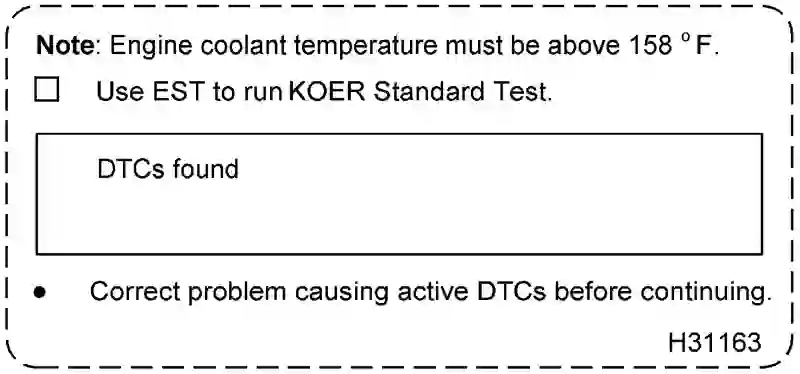 Note: Engine coolant temperature must be above 158 °F.
Use EST to run KOER Standard Test.
DTCs found
• Correct problem causing active DTCs before continuing.
H31163